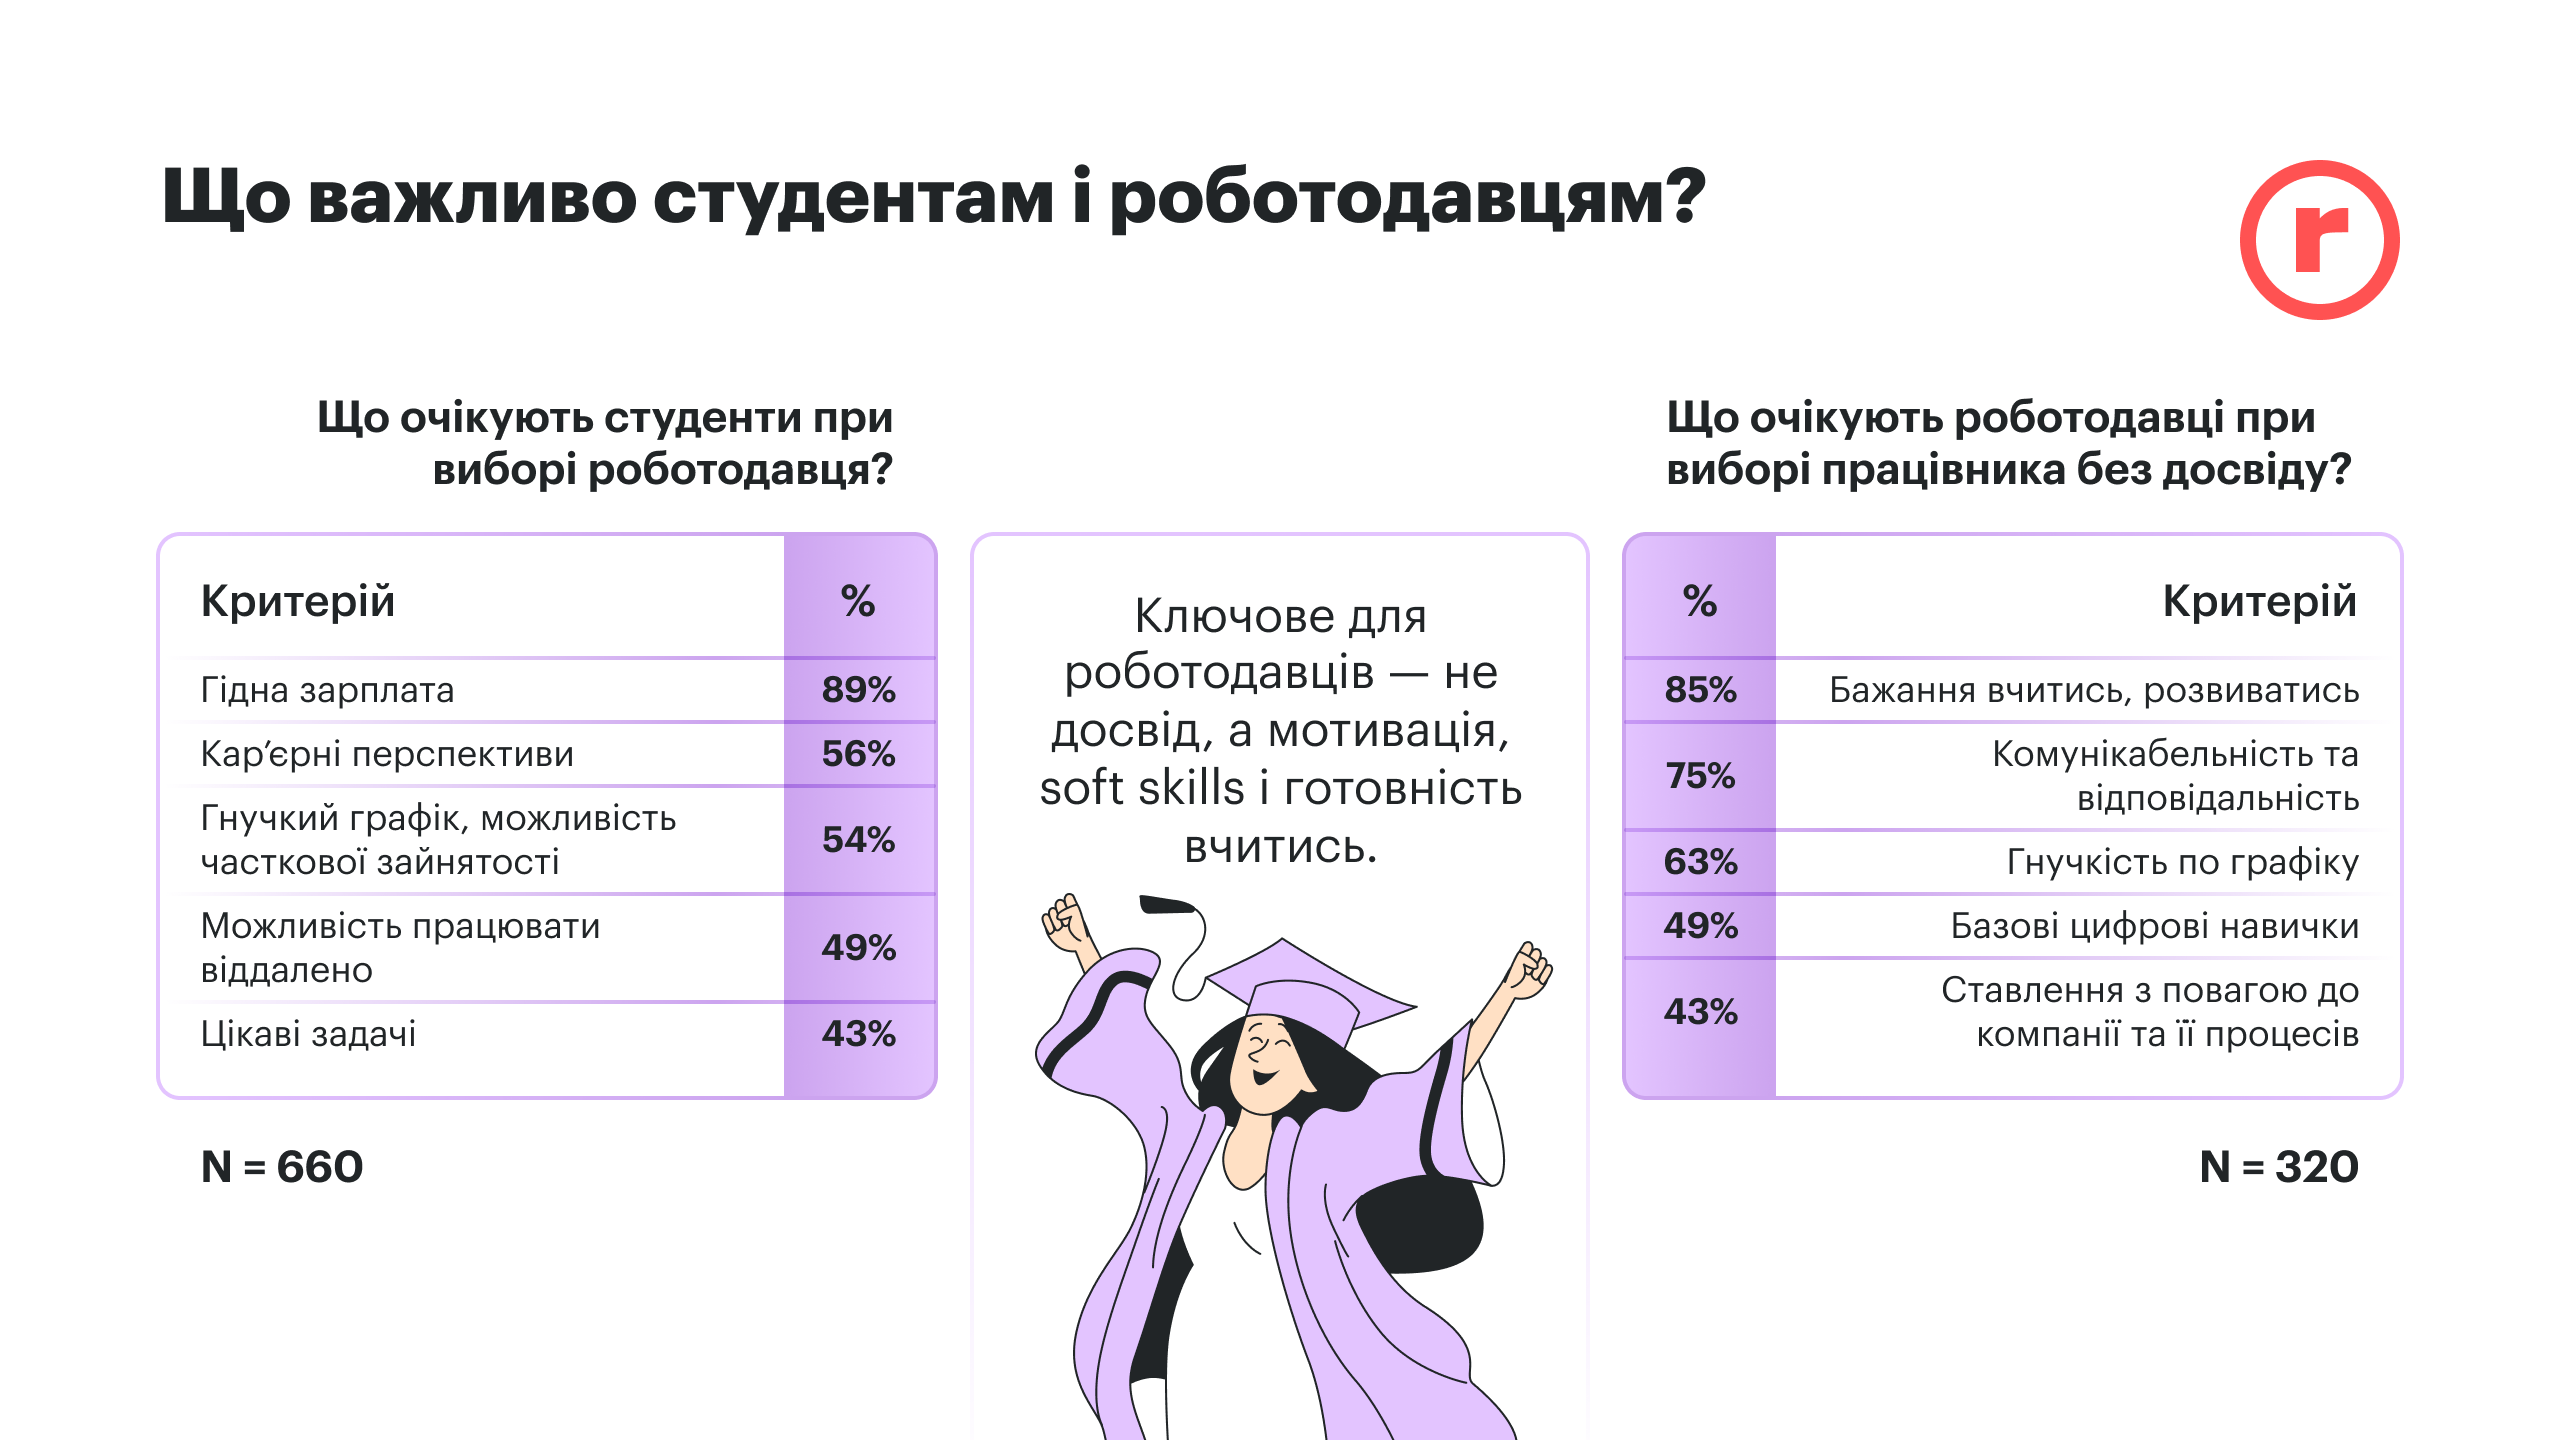 Що важливо студентам і роботодавцям?
r
Що очікують студенти при
виборі роботодавця?
Критерій %
Гідна зарплата 89%
Кар’єрні перспективи 56%
Гнучкий графік, можливість
часткової зайнятості 54%
Можливість працювати
віддалено 49%
Цікаві задачі 43%
N = 660
Ключове для
роботодавців — не
досвід, а мотивація,
soft skills і готовність
вчитись.
Що очікують роботодавці при
виборі працівника без досвіду?
% Критерій
85% Бажання вчитись, розвиватись
75% Комунікабельність та
відповідальність
63% Гнучкість по графіку
49% Базові цифрові навички
43% Ставлення з повагою до
компанії та її процесів
N = 320